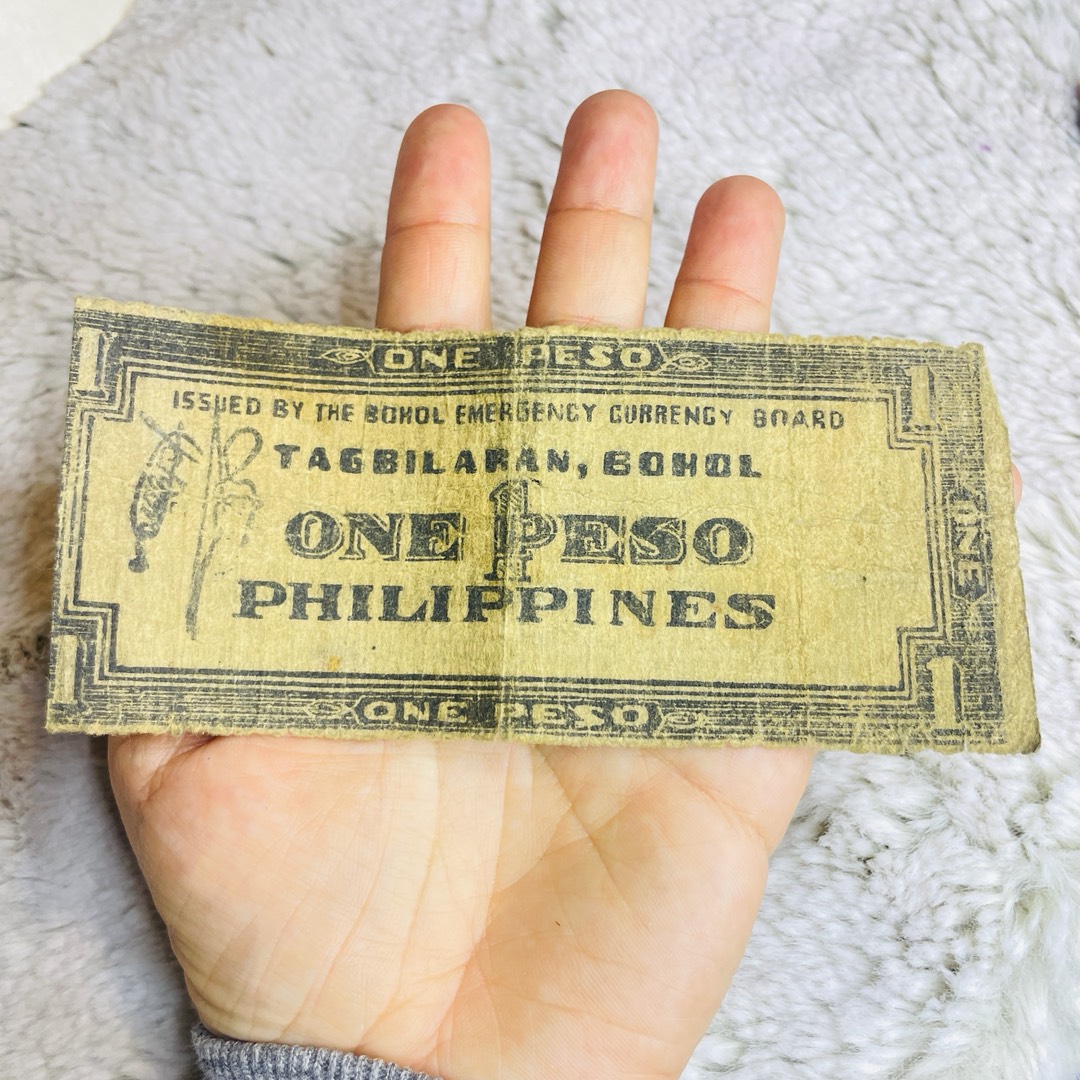 1 ONE PESO 1
ISSUED BY THE BOHOL EMERGENCY CURRENCY BOARD
TAGBILARAN, BOHOL
1
ONE PESO
PHILIPPINES
ONE
1 ONE PESO 1